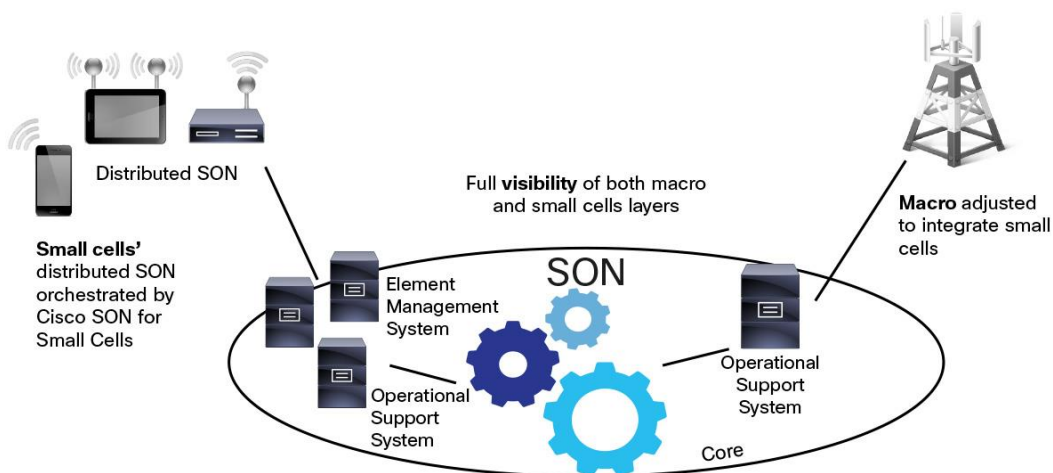 Distributed SON
Small cells’
distributed SON
orchestrated by
Cisco SON for
Small Cells
Full visibility of both macro
and small cells layers
Macro adjusted
to integrate small
cells
SON
Element
Management
System
Operational
Support
System
Operational
Support
System
Core